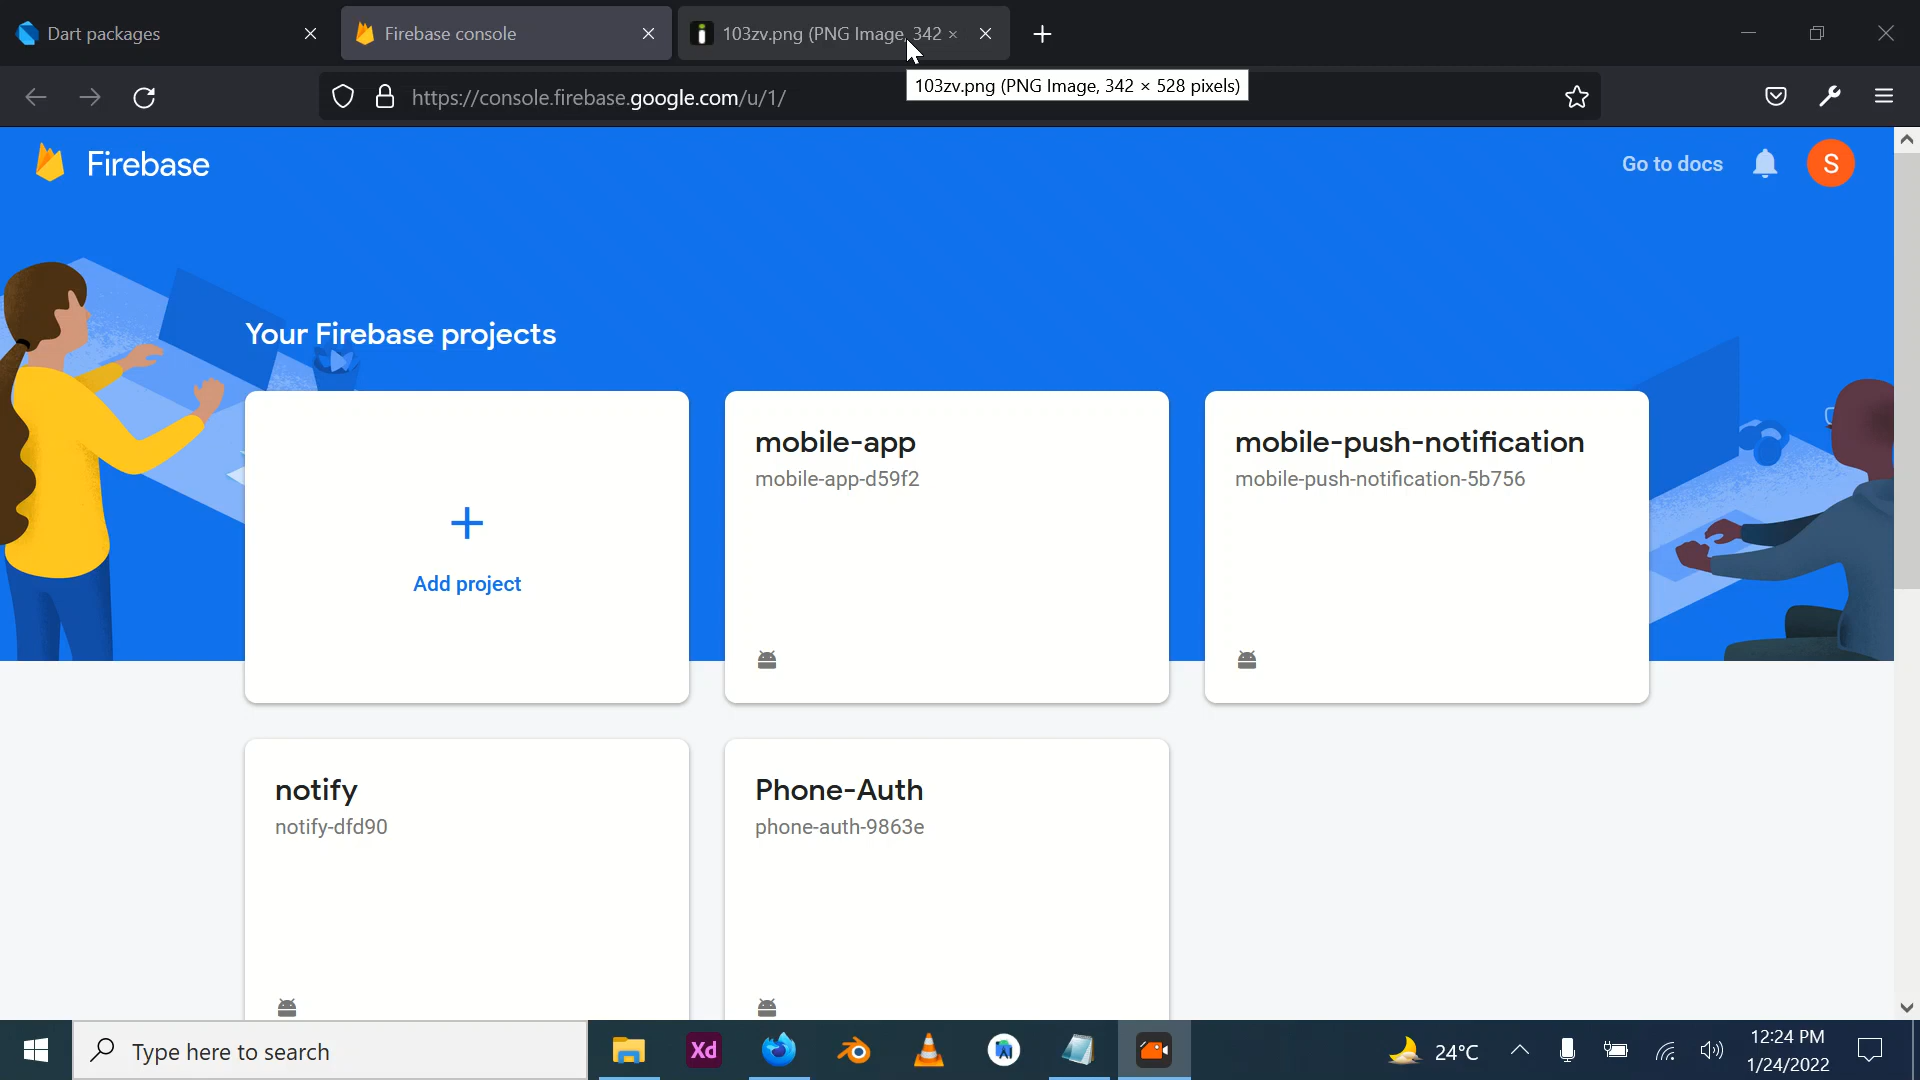 Dart packages
Firebase console
103zv.png (PNG Image, 342 ×
103zv.png (PNG Image, 342 × 528 pixels)
https://console.firebase.google.com/u/1/
Firebase
Go to docs
S
Your Firebase projects
Add project
mobile-app
mobile-app-d59f2
mobile-push-notification
mobile-push-notification-5b756
notify
notify-dfd90
Phone-Auth
phone-auth-9863e
Type here to search
Xd
24°C
12:24 PM
1/24/2022